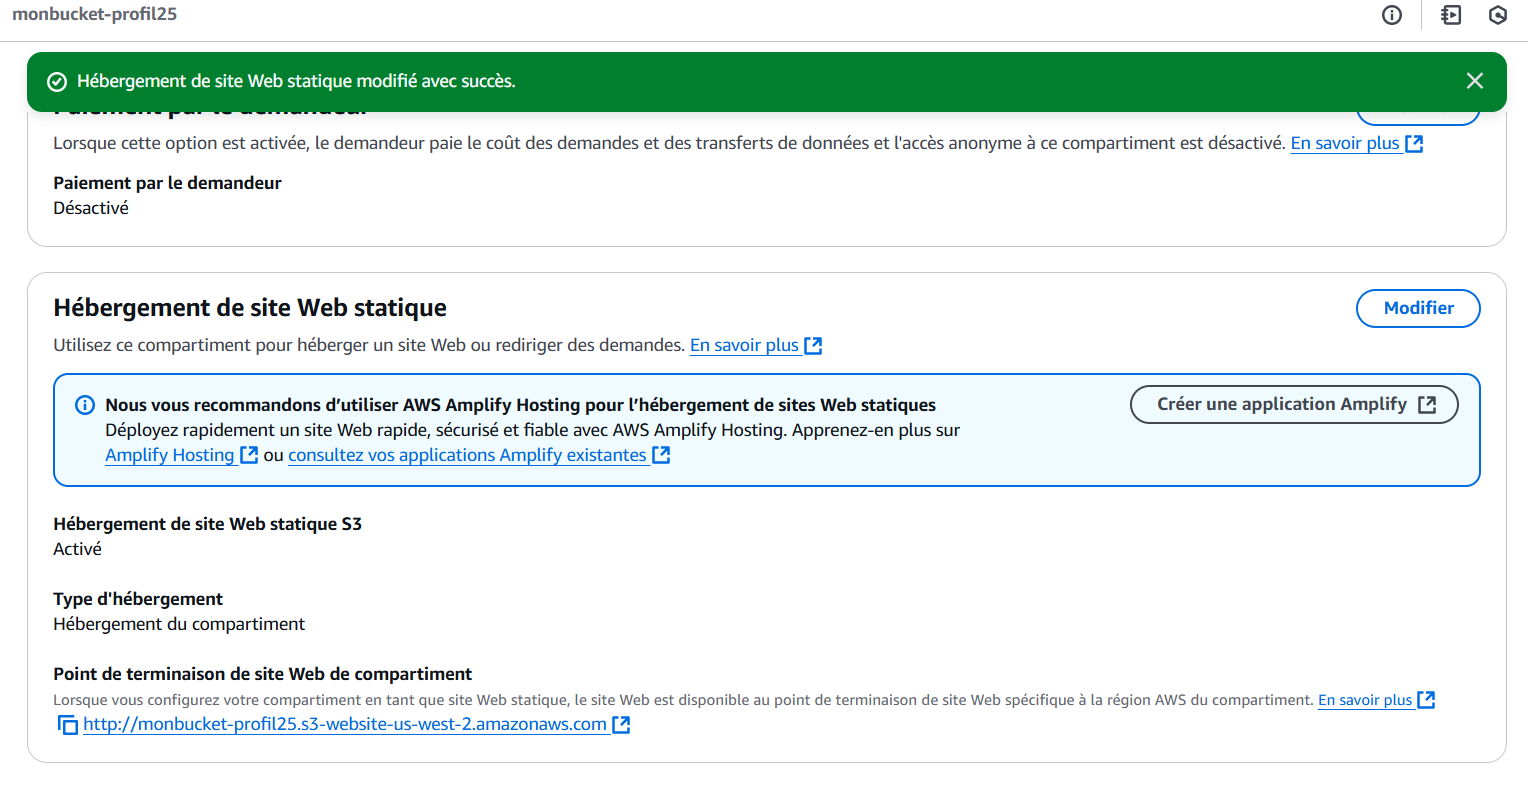 monbucket-profil25
Hébergement de site Web statique modifié avec succès.
Paiement par le demandeur
Lorsque cette option est activée, le demandeur paie le coût des demandes et des transferts de données et l'accès anonyme à ce compartiment est désactivé. En savoir plus
Paiement par le demandeur
Désactivé
Hébergement de site Web statique
Modifier
Utilisez ce compartiment pour héberger un site Web ou rediriger des demandes. En savoir plus
Nous vous recommandons d’utiliser AWS Amplify Hosting pour l’hébergement de sites Web statiques
Créer une application Amplify
Déployez rapidement un site Web rapide, sécurisé et fiable avec AWS Amplify Hosting. Apprenez-en plus sur
Amplify Hosting ou consultez vos applications Amplify existantes
Hébergement de site Web statique S3
Activé
Type d'hébergement
Hébergement du compartiment
Point de terminaison de site Web de compartiment
Lorsque vous configurez votre compartiment en tant que site Web statique, le site Web est disponible au point de terminaison de site Web spécifique à la région AWS du compartiment. En savoir plus
http://monbucket-profil25.s3-website-us-west-2.amazonaws.com